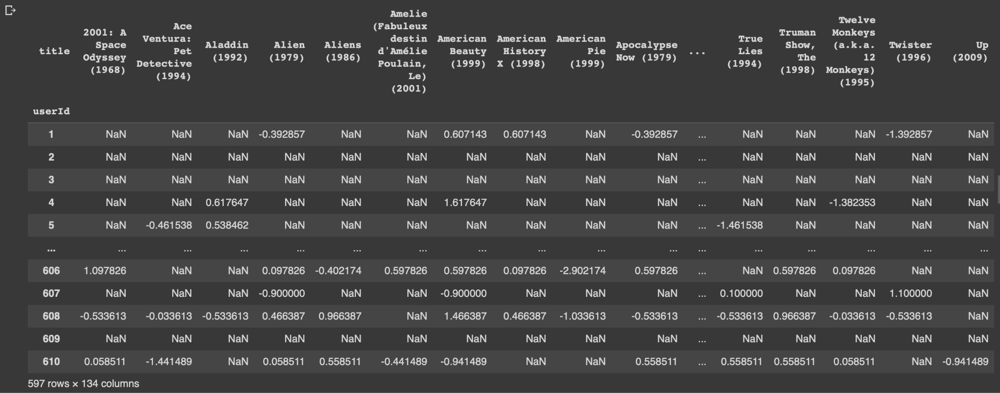 title 2001: A Space Odyssey (1968) Ace Ventura: Pet Detective (1994) Aladdin (1992) Alien (1979) Aliens (1986) Amelie (Fabuleux destin d'Amélie Poulain, Le) (2001) American Beauty (1999) American History X (1998) American Pie (1999) Apocalypse Now (1979) ... True Lies (1994) Truman Show, The (1998) Twelve Monkeys (a.k.a. 12 Monkeys) (1995) Twister (1996) Up (2009)
userId
1 NaN NaN NaN -0.392857 NaN NaN 0.607143 0.607143 NaN -0.392857 ... NaN NaN NaN -1.392857 NaN
2 NaN NaN NaN NaN NaN NaN NaN NaN NaN NaN ... NaN NaN NaN NaN NaN
3 NaN NaN NaN NaN NaN NaN NaN NaN NaN NaN ... NaN NaN NaN NaN NaN
4 NaN NaN 0.617647 NaN NaN NaN 1.617647 NaN NaN NaN ... NaN NaN -1.382353 NaN NaN
5 NaN -0.461538 0.538462 NaN NaN NaN NaN NaN NaN NaN ... -1.461538 NaN NaN NaN NaN
... ... ... ... ... ... ... ... ... ... ... ... ... ... ... ... ...
606 1.097826 NaN NaN 0.097826 -0.402174 0.597826 0.597826 0.097826 -2.902174 0.597826 ... NaN 0.597826 0.097826 NaN NaN
607 NaN NaN NaN -0.900000 NaN NaN -0.900000 NaN NaN NaN ... 0.100000 NaN NaN 1.100000 NaN
608 -0.533613 -0.033613 -0.533613 0.466387 0.966387 NaN 1.466387 0.466387 -1.033613 -0.533613 ... -0.533613 0.966387 -0.033613 -0.533613 NaN
609 NaN NaN NaN NaN NaN NaN NaN NaN NaN NaN ... NaN NaN NaN NaN NaN
610 0.058511 -1.441489 NaN 0.058511 0.558511 -0.441489 -0.941489 NaN NaN 0.558511 ... 0.558511 0.558511 0.058511 NaN -0.941489
597 rows × 134 columns